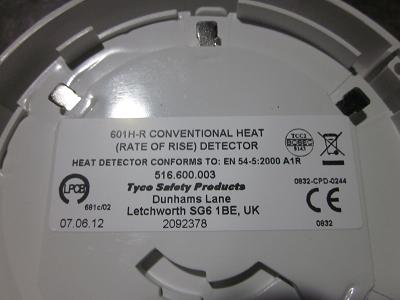 601H-R CONVENTIONAL HEAT
(RATE OF RISE) DETECTOR
HEAT DETECTOR CONFORMS TO: EN 54-5:2000 A1R
516.600.003
Tyco Safety Products
Dunhams Lane
Letchworth SG6 1BE, UK
07.06.12
2092378
LPCB
681c/02
0832-CPD-0244
CE
0832